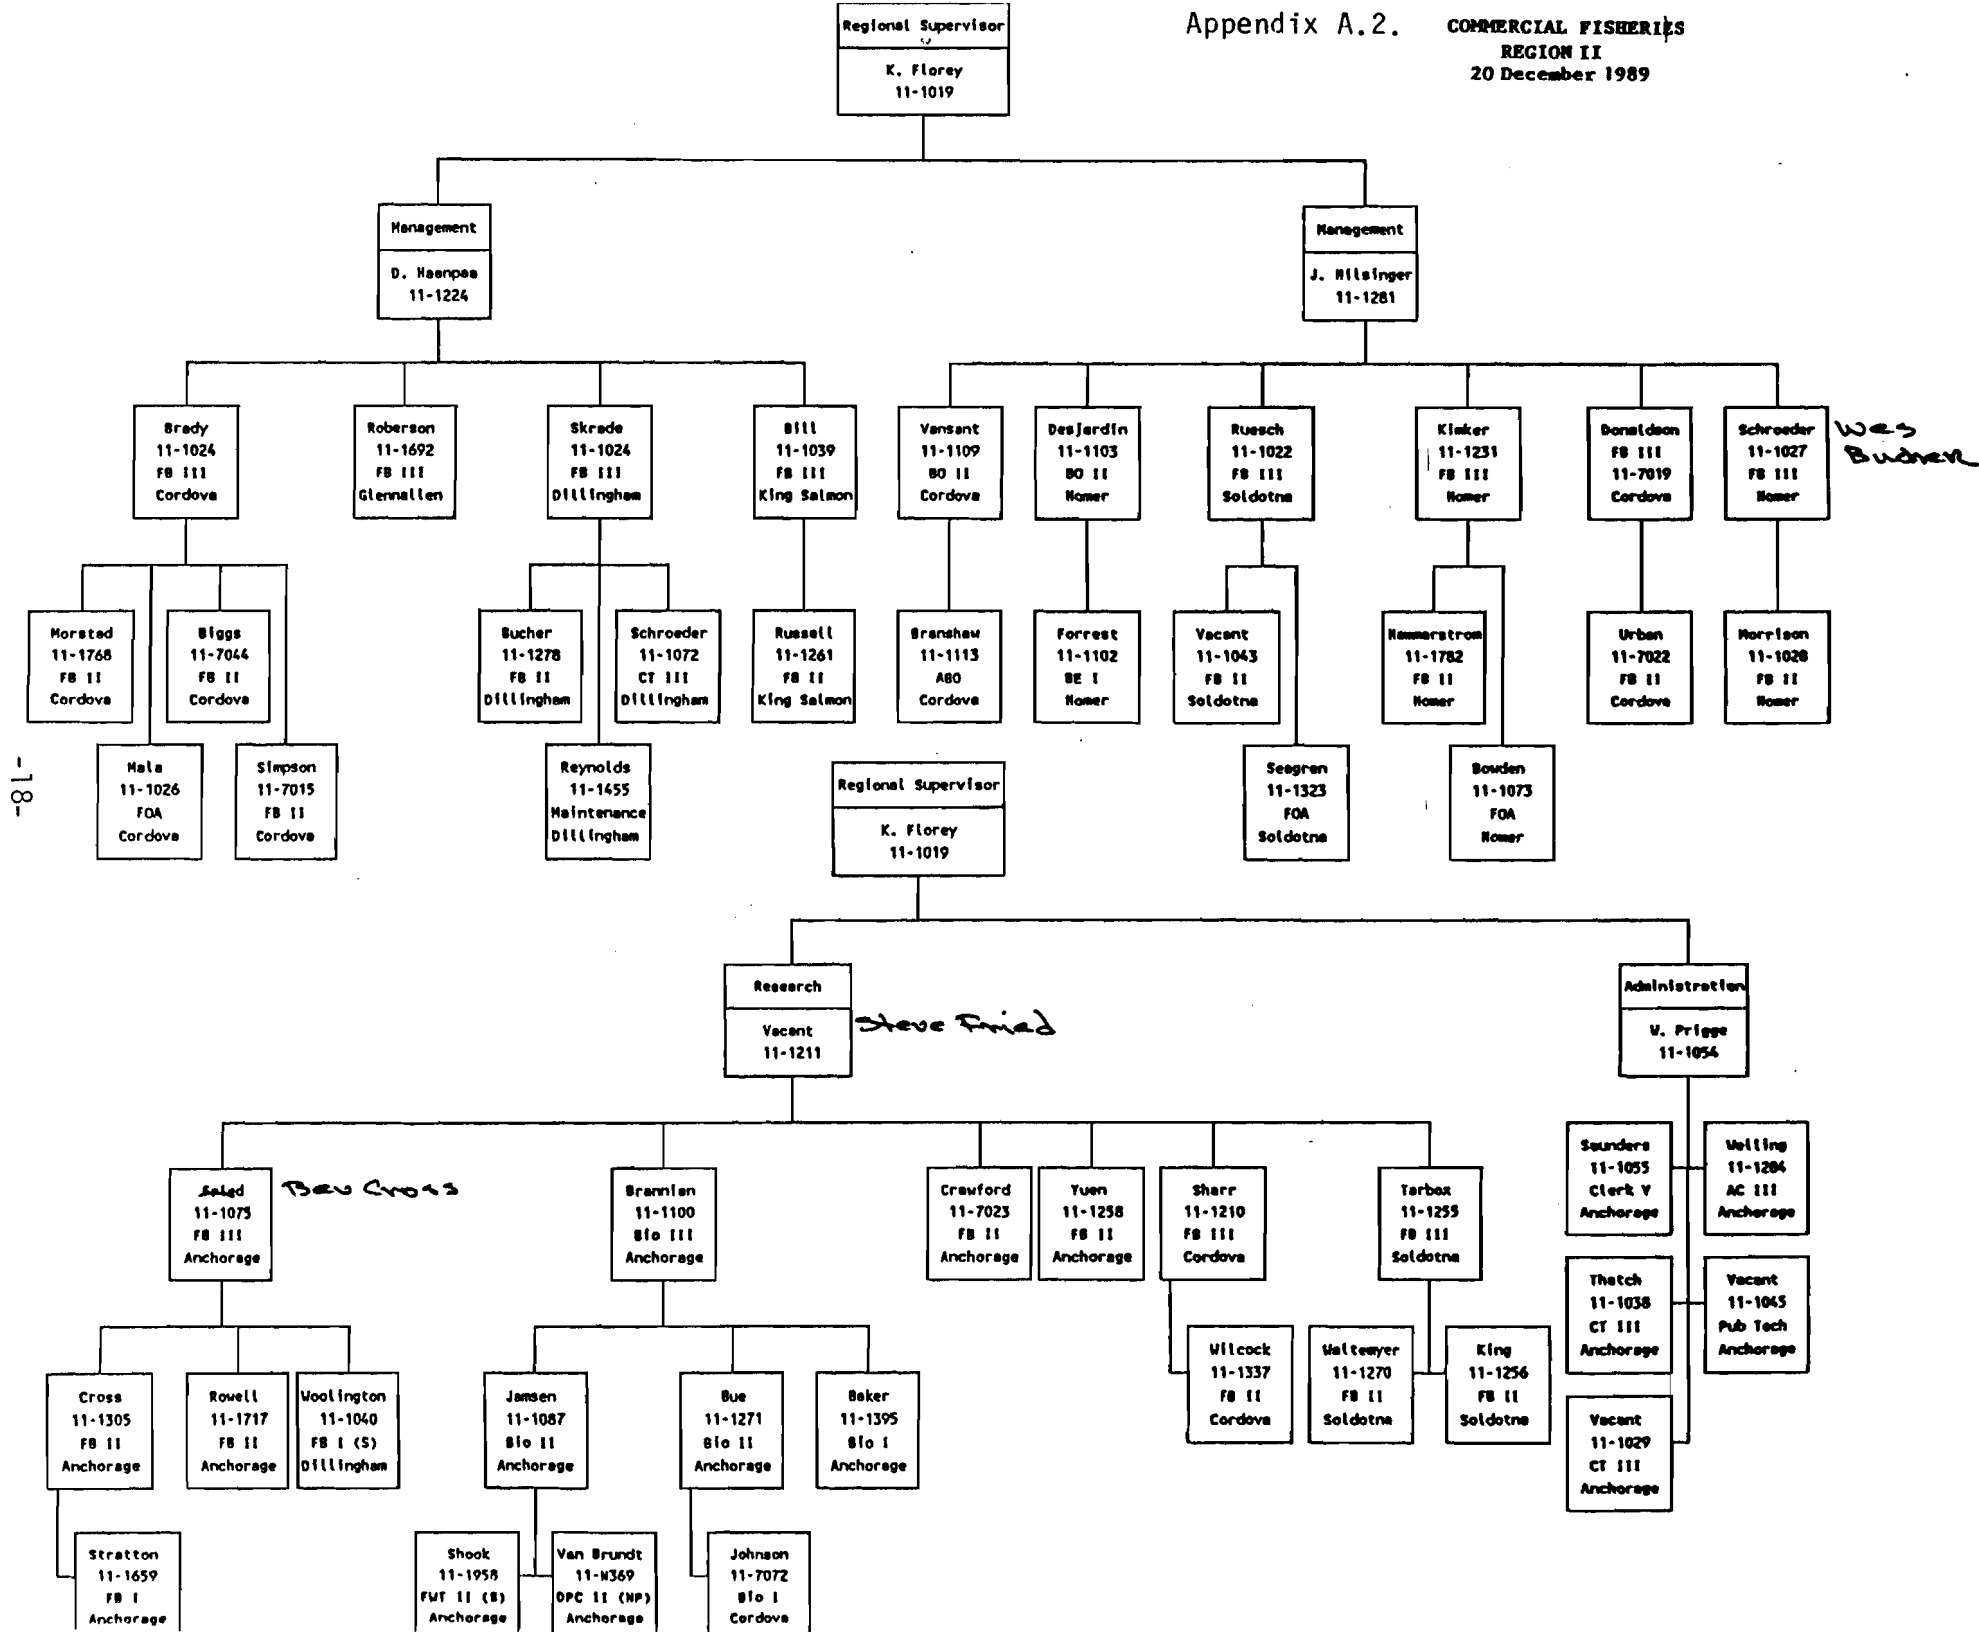 Appendix A.2.
COMMERCIAL FISHERIES
REGION II
20 December 1989
Regional Supervisor
K. Florey
11-1019
Management
D. Haanpaa
11-1224
Management
J. Hilsinger
11-1281
Brady
11-1024
FB III
Cordova
Roberson
11-1692
FB III
Glennallen
Skrade
11-1024
FB III
Dillingham
Bill
11-1039
FB III
King Salmon
Vansant
11-1109
BO II
Cordova
Desjardin
11-1103
BO II
Homer
Ruesch
11-1022
FB III
Soldotna
Kimker
11-1231
FB III
Homer
Donaldson
FB III
11-7019
Cordova
Schroeder
11-1027
FB III
Homer
Wes
Bucher
Morstad
11-1768
FB II
Cordova
Biggs
11-7044
FB II
Cordova
Bucher
11-1278
FB II
Dillingham
Schroeder
11-1072
CT III
Dillingham
Russell
11-1261
FB II
King Salmon
Branshaw
11-1113
ABO
Cordova
Forrest
11-1102
BE I
Homer
Vacant
11-1043
FB II
Soldotna
Hammarstrom
11-1782
FB II
Homer
Urban
11-7022
FB II
Cordova
Morrison
11-1028
FB II
Homer
Mala
11-1026
FOA
Cordova
Simpson
11-7015
FB II
Cordova
Reynolds
11-1455
Maintenance
Dillingham
Seagren
11-1323
FOA
Soldotna
Bowden
11-1073
FOA
Homer
-18-
Regional Supervisor
K. Florey
11-1019
Research
Vacant
11-1211
Steve Fried
Administration
W. Prigge
11-1054
11-1075
FB III
Anchorage
Bev Cross
Brannian
11-1100
Bio III
Anchorage
Crawford
11-7023
FB II
Anchorage
Yuen
11-1258
FB II
Anchorage
Sharr
11-1210
FB III
Cordova
Tarbox
11-1255
FB III
Soldotna
Saunders
11-1055
Clerk V
Anchorage
Welling
11-1284
AC III
Anchorage
Thatch
11-1038
CT III
Anchorage
Vacant
11-1045
Pub Tech
Anchorage
Vacant
11-1029
CT III
Anchorage
Wilcock
11-1337
FB II
Cordova
Waltemyer
11-1270
FB II
Soldotna
King
11-1256
FB II
Soldotna
Cross
11-1305
FB II
Anchorage
Rowell
11-1717
FB II
Anchorage
Woolington
11-1040
FB I (S)
Dillingham
Jamsen
11-1087
Bio II
Anchorage
Bue
11-1271
Bio II
Anchorage
Baker
11-1395
Bio I
Anchorage
Stratton
11-1659
FB I
Anchorage
Shook
11-1958
FWT II (S)
Anchorage
Van Brundt
11-N369
DPC II (NP)
Anchorage
Johnson
11-7072
Bio I
Cordova